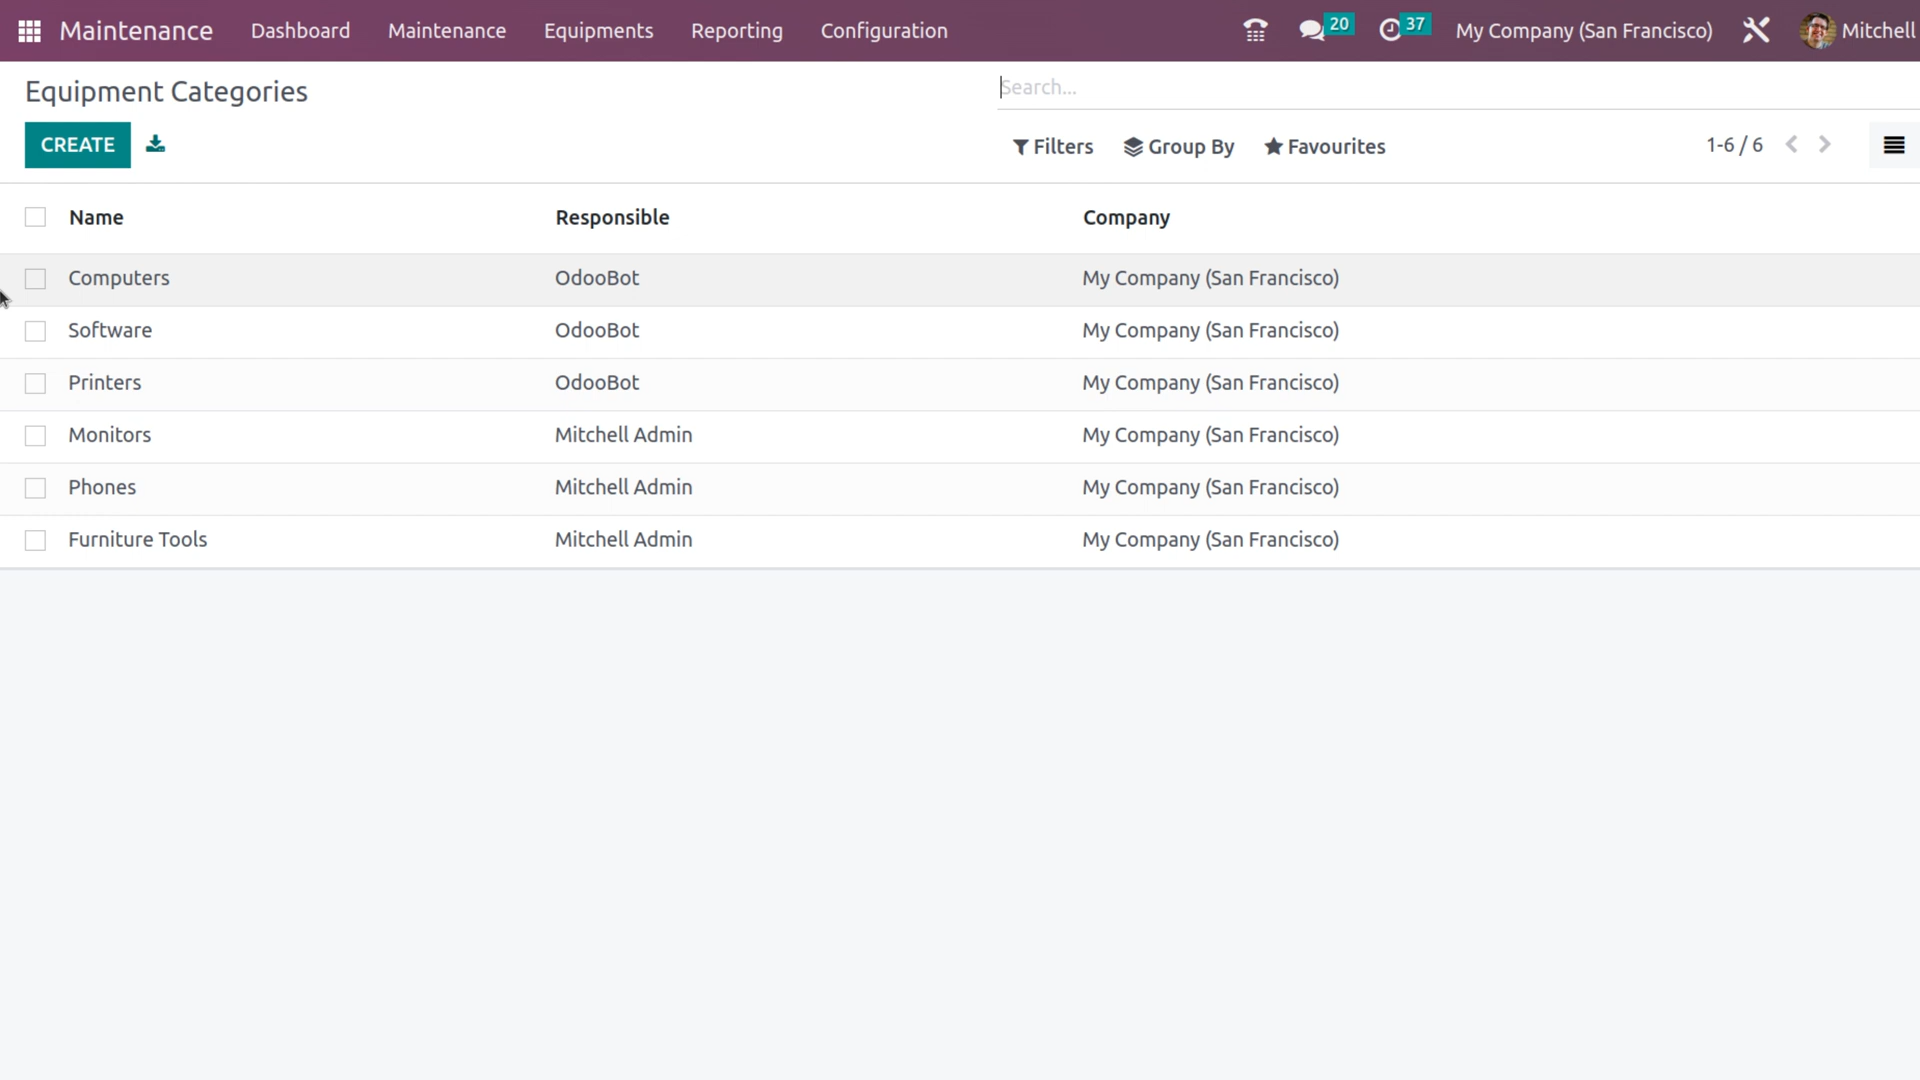 Maintenance Dashboard Maintenance Equipments Reporting Configuration 20 37 My Company (San Francisco) Mitchell
Equipment Categories Search...
CREATE Filters Group By Favourites 1-6 / 6
Name Responsible Company
Computers OdooBot My Company (San Francisco)
Software OdooBot My Company (San Francisco)
Printers OdooBot My Company (San Francisco)
Monitors Mitchell Admin My Company (San Francisco)
Phones Mitchell Admin My Company (San Francisco)
Furniture Tools Mitchell Admin My Company (San Francisco)